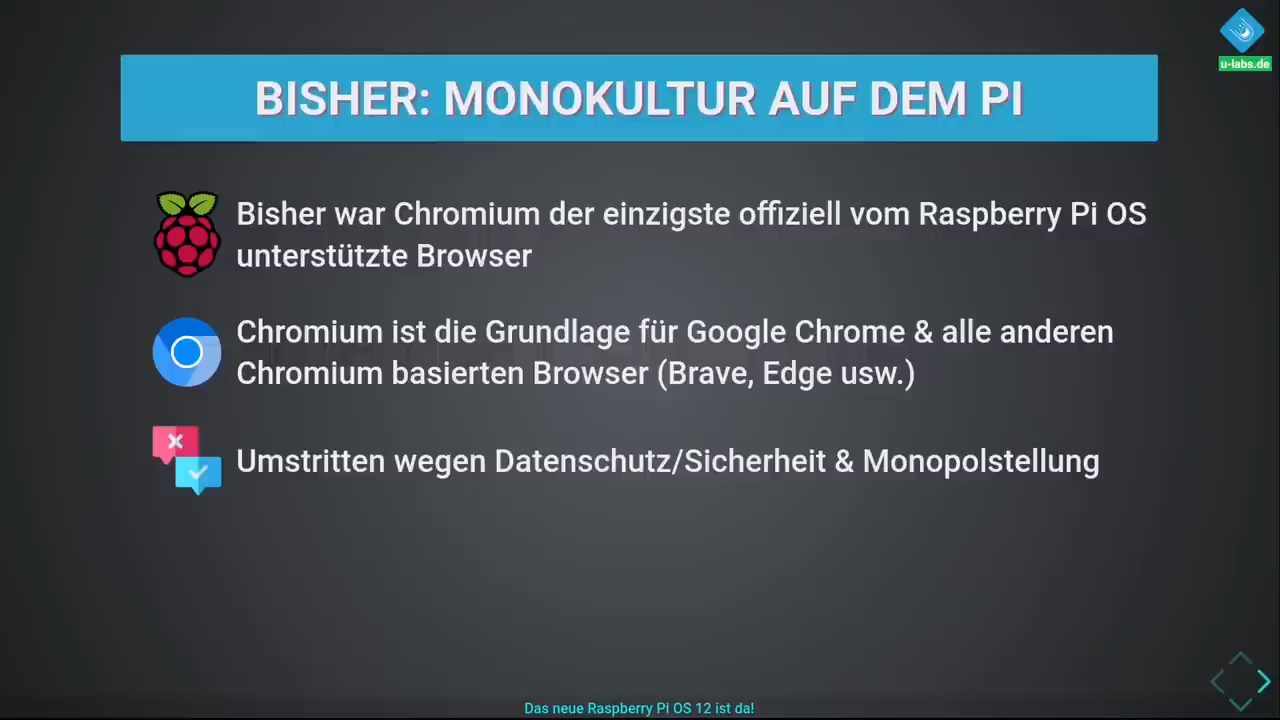 u-labs.de
BISHER: MONOKULTUR AUF DEM PI
Bisher war Chromium der einzigste offiziell vom Raspberry Pi OS
unterstützte Browser
Chromium ist die Grundlage für Google Chrome & alle anderen
Chromium basierten Browser (Brave, Edge usw.)
Umstritten wegen Datenschutz/Sicherheit & Monopolstellung
Das neue Raspberry Pi OS 12 ist da!